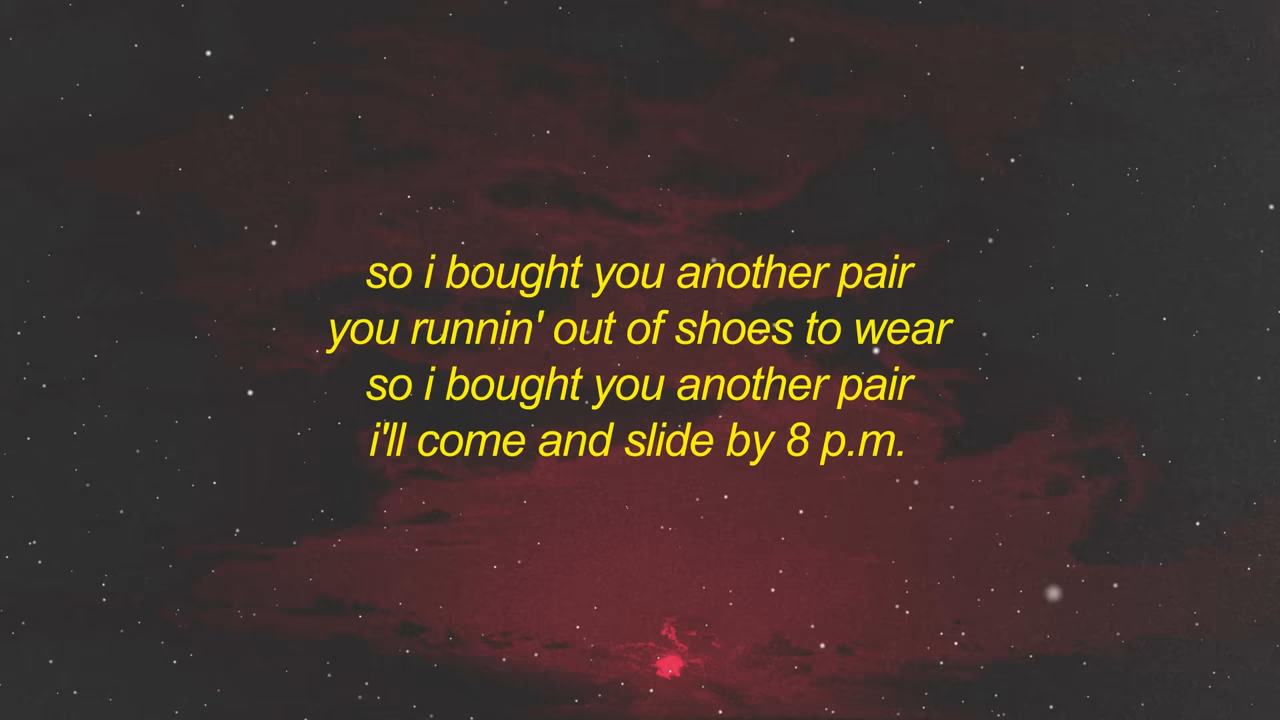 so i bought you another pair
you runnin' out of shoes to wear
so i bought you another pair
i'll come and slide by 8 p.m.